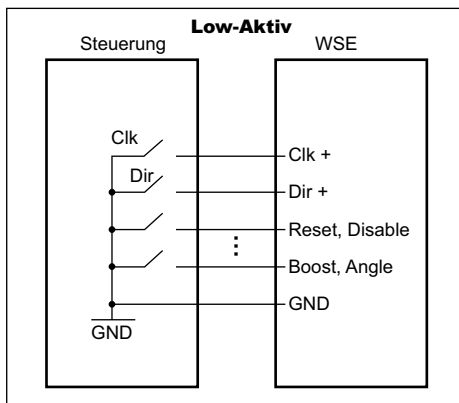 Low-Aktiv
Steuerung WSE
Clk
Clk +
Dir
Dir +
Reset, Disable
Boost, Angle
GND
GND